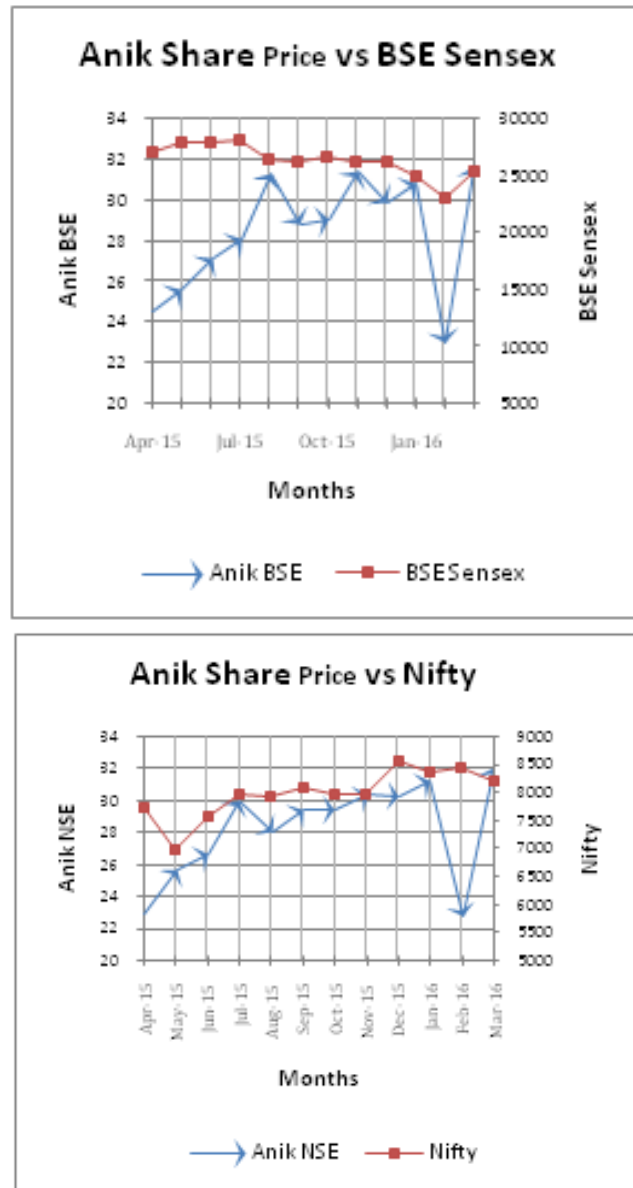 Anik Share Price vs BSE Sensex
34
32
30
28
26
24
22
20
Anik BSE
30000
25000
20000
15000
10000
5000
BSE Sensex
Apr-15 Jul-15 Oct-15 Jan-16
Months
Anik BSE BSE Sensex
Anik Share Price vs Nifty
34
32
30
28
26
24
22
20
Anik NSE
9000
8500
8000
7500
7000
6500
6000
5500
5000
Nifty
Apr-15
May-15
Jun-15
Jul-15
Aug-15
Sep-15
Oct-15
Nov-15
Dec-15
Jan-16
Feb-16
Mar-16
Months
Anik NSE Nifty